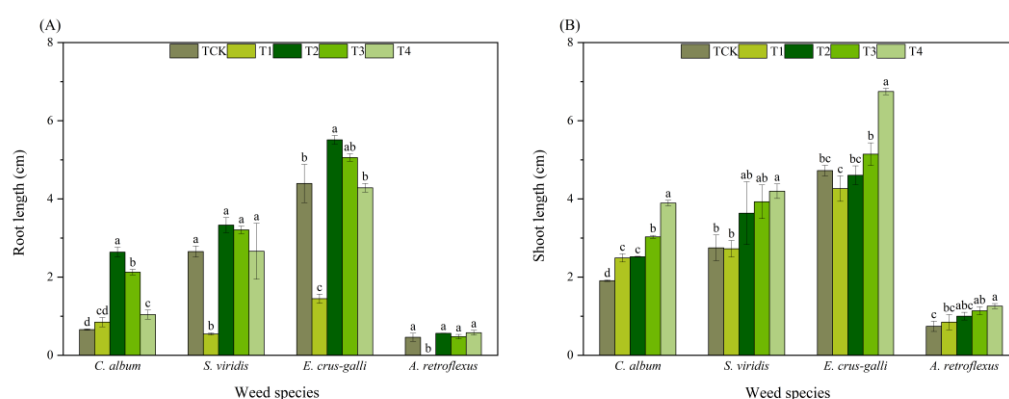 (A)
8
6
4
2
0
Root length (cm)
TCK T1 T2 T3 T4
d cd a b c
a b a a a
b c a ab b
a b a a a
C. album S. viridis E. crus-galli A. retroflexus
Weed species
(B)
8
6
4
2
0
Shoot length (cm)
TCK T1 T2 T3 T4
d c c b a
b b ab ab a
bc c bc b a
c bc abc ab a
C. album S. viridis E. crus-galli A. retroflexus
Weed species